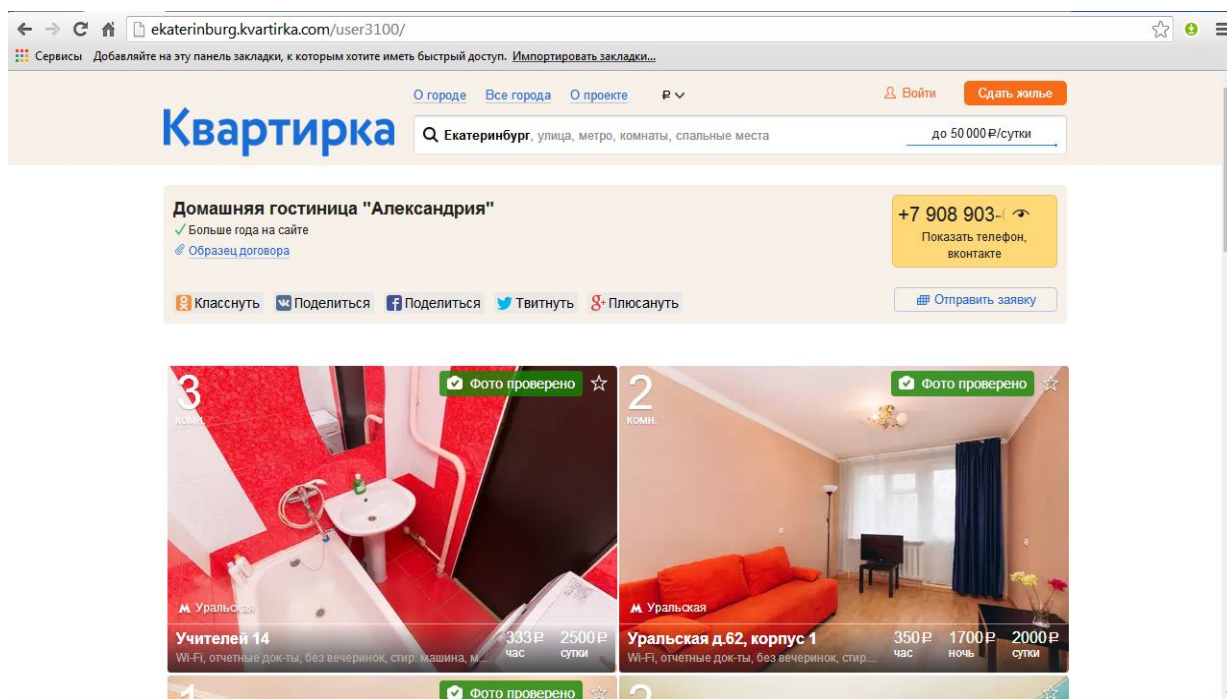 ekaterinburg.kvartirka.com/user3100/
Сервисы Добавляйте на эту панель закладки, к которым хотите иметь быстрый доступ. Импортировать закладки...
О городе Все города О проекте ₽ Войти Сдать жилье
Квартирка
Екатеринбург, улица, метро, комнаты, спальные места до 50 000 ₽/сутки
Домашняя гостиница "Александрия"
Больше года на сайте
Образец договора
+7 908 903-
Показать телефон,
вконтакте
Класснуть Поделиться Поделиться Твитнуть Плюсануть
Отправить заявку
3
комн.
Фото проверено
Уральская
Учителей 14
333 ₽ 2500 ₽
час сутки
Wi-Fi, отчетные док-ты, без вечеринок, стир. машина, м...
2
комн.
Фото проверено
Уральская
Уральская д.62, корпус 1
350 ₽ 1700 ₽ 2000 ₽
час ночь сутки
Wi-Fi, отчетные док-ты, без вечеринок, стир....
Фото проверено